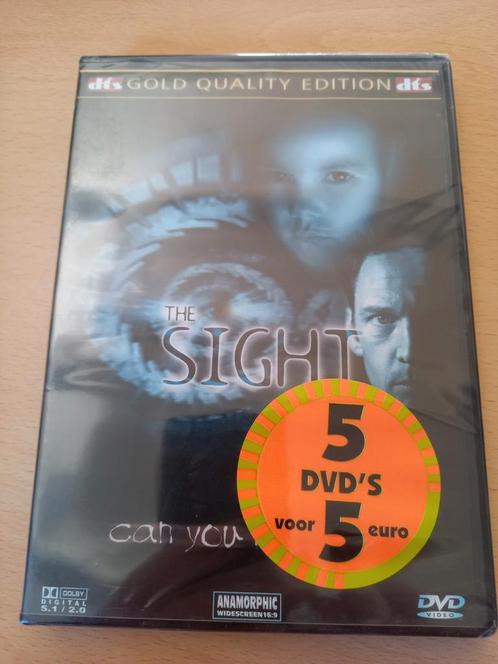 dts GOLD QUALITY EDITION dts
THE
SIGHT
5
DVD'S
voor 5 euro
can you
DOLBY
DIGITAL
5.1 / 2.0
ANAMORPHIC
WIDESCREEN 16:9
DVD
VIDEO